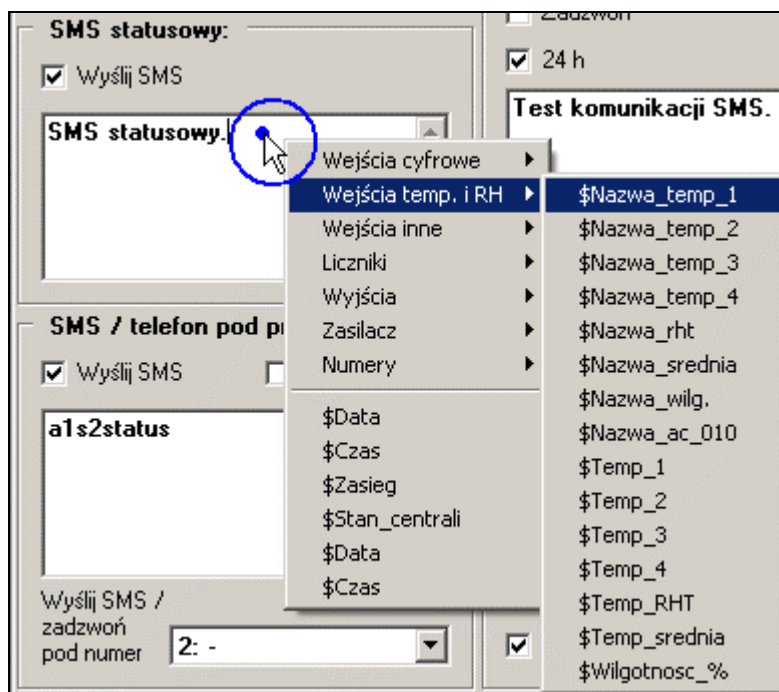 SMS statusowy:
Wyślij SMS
SMS statusowy.
Zadzwoń
24 h
Test komunikacji SMS.
Wejścia cyfrowe
Wejścia temp. i RH
Wejścia inne
Liczniki
Wyjścia
Zasilacz
Numery
$Data
$Czas
$Zasieg
$Stan_centrali
$Data
$Czas
$Nazwa_temp_1
$Nazwa_temp_2
$Nazwa_temp_3
$Nazwa_temp_4
$Nazwa_rht
$Nazwa_srednia
$Nazwa_wilg.
$Nazwa_ac_010
$Temp_1
$Temp_2
$Temp_3
$Temp_4
$Temp_RHT
$Temp_srednia
$Wilgotnosc_%
SMS / telefon pod
Wyślij SMS
a1s2status
Wyślij SMS /
zadzwoń
pod numer
2: -